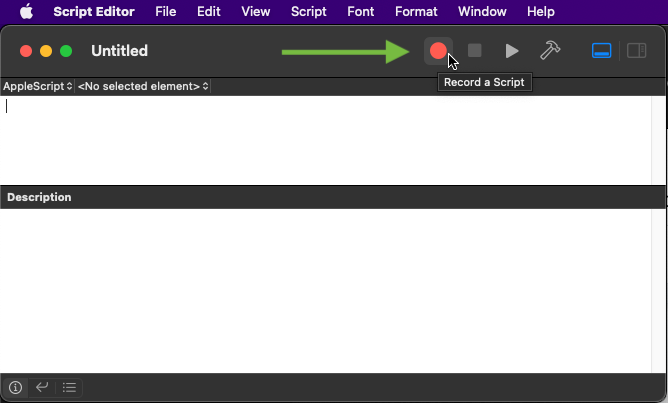 Script Editor File Edit View Script Font Format Window Help
Untitled
Record a Script
AppleScript <No selected element>
Description